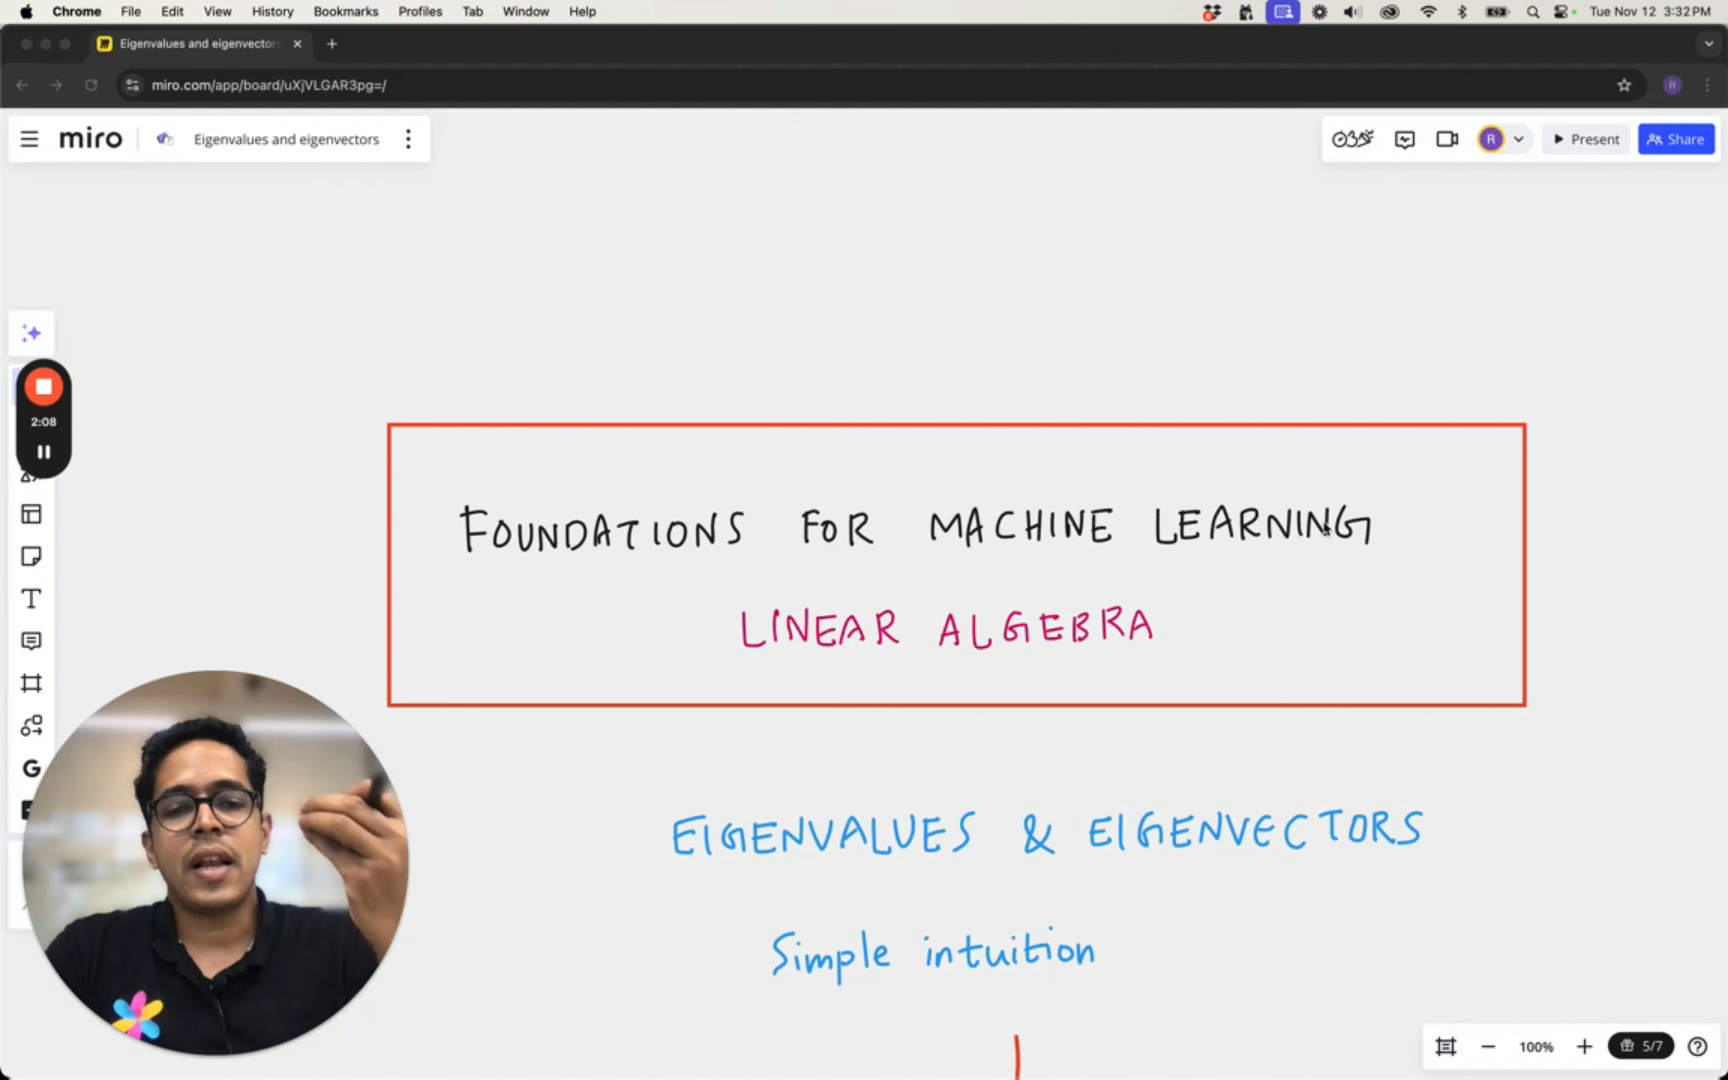 Chrome File Edit View History Bookmarks Profiles Tab Window Help Tue Nov 12 3:32 PM
Eigenvalues and eigenvector
miro.com/app/board/uXjVLGAR3pg=/ R
miro Eigenvalues and eigenvectors R Present Share
2:08
FOUNDATIONS FOR MACHINE LEARNING
LINEAR ALGEBRA
EIGENVALUES & EIGENVECTORS
Simple intuition
100% 5/7